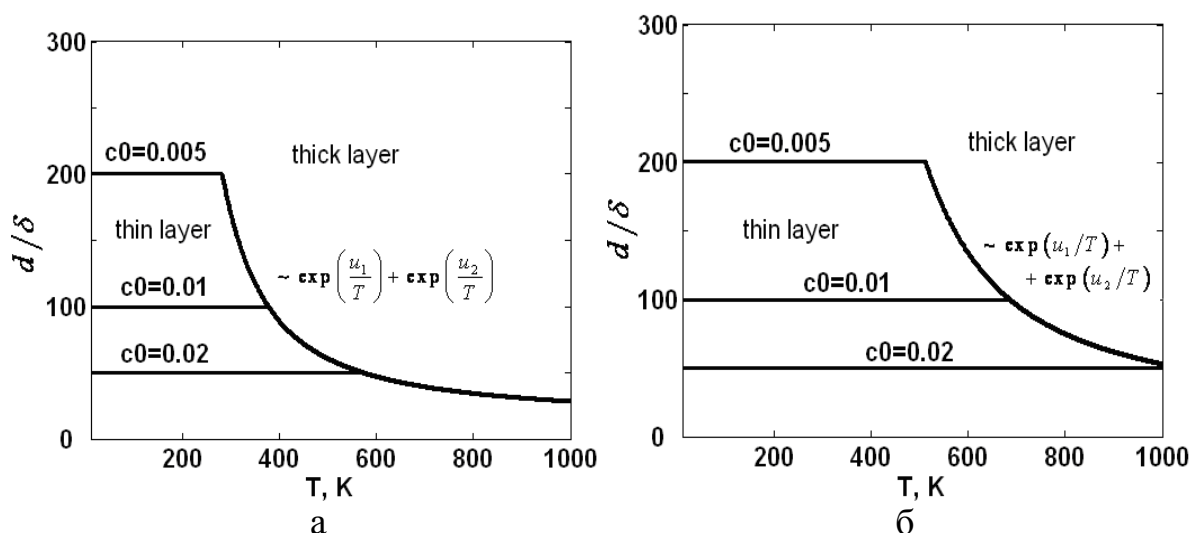 300
200
100
0
d/δ
c0=0.005
thick layer
thin layer
c0=0.01
~ exp(u₁/T) + exp(u₂/T)
c0=0.02
200 400 600 800 1000
T, K
а
300
200
100
0
d/δ
c0=0.005
thick layer
thin layer
~ exp(u₁/T) +
+ exp(u₂/T)
c0=0.01
c0=0.02
200 400 600 800 1000
T, K
б